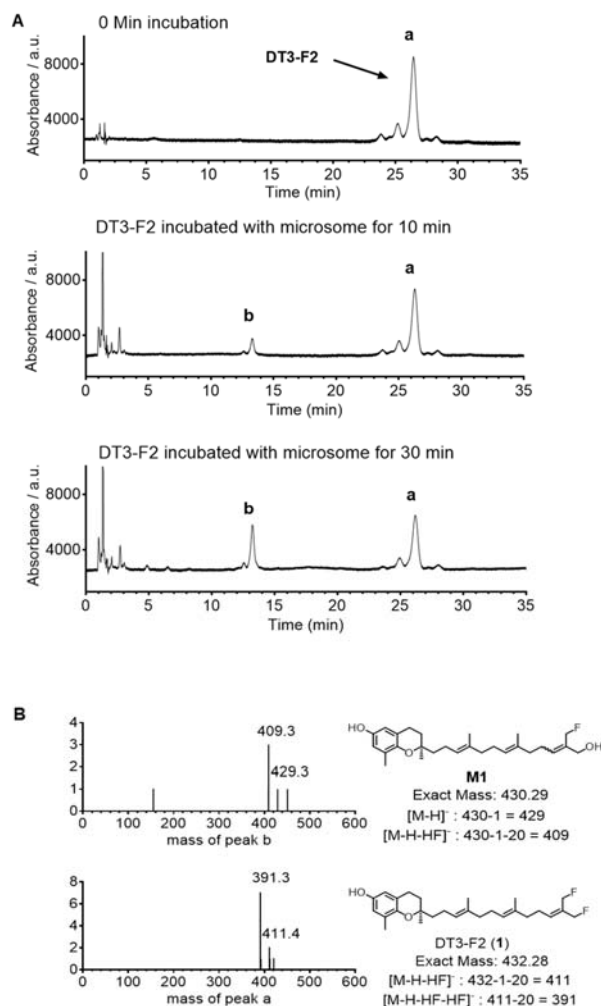 A
0 Min incubation
a
DT3-F2
8000
4000
Absorbance / a.u.
0 5 10 15 20 25 30 35
Time (min)
DT3-F2 incubated with microsome for 10 min
a
8000
b
4000
Absorbance / a.u.
0 5 10 15 20 25 30 35
Time (min)
DT3-F2 incubated with microsome for 30 min
8000
b
a
4000
Absorbance / a.u.
0 5 10 15 20 25 30 35
Time (min)
B
4
3
2
1
0
409.3
429.3
0 100 200 300 400 500 600
mass of peak b
HO
O
F
OH
M1
Exact Mass: 430.29
[M-H]⁻ : 430-1 = 429
[M-H-HF]⁻ : 430-1-20 = 409
8
6
4
2
0
391.3
411.4
0 100 200 300 400 500 600
mass of peak a
HO
O
F
F
DT3-F2 (1)
Exact Mass: 432.28
[M-H-HF]⁻ : 432-1-20 = 411
[M-H-HF-HF]⁻ : 411-20 = 391